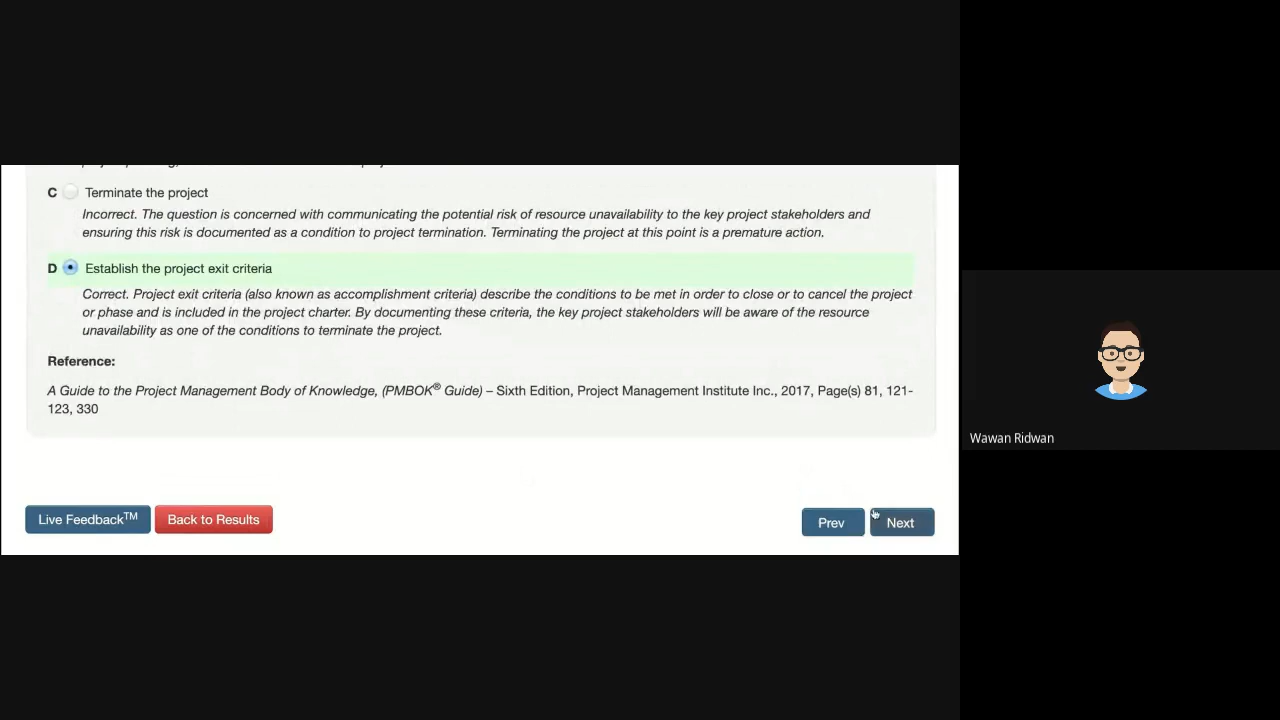 C Terminate the project
Incorrect. The question is concerned with communicating the potential risk of resource unavailability to the key project stakeholders and
ensuring this risk is documented as a condition to project termination. Terminating the project at this point is a premature action.
D Establish the project exit criteria
Correct. Project exit criteria (also known as accomplishment criteria) describe the conditions to be met in order to close or to cancel the project
or phase and is included in the project charter. By documenting these criteria, the key project stakeholders will be aware of the resource
unavailability as one of the conditions to terminate the project.
Reference:
A Guide to the Project Management Body of Knowledge, (PMBOK® Guide) – Sixth Edition, Project Management Institute Inc., 2017, Page(s) 81, 121-
123, 330
Live Feedback™ Back to Results Prev Next
Wawan Ridwan